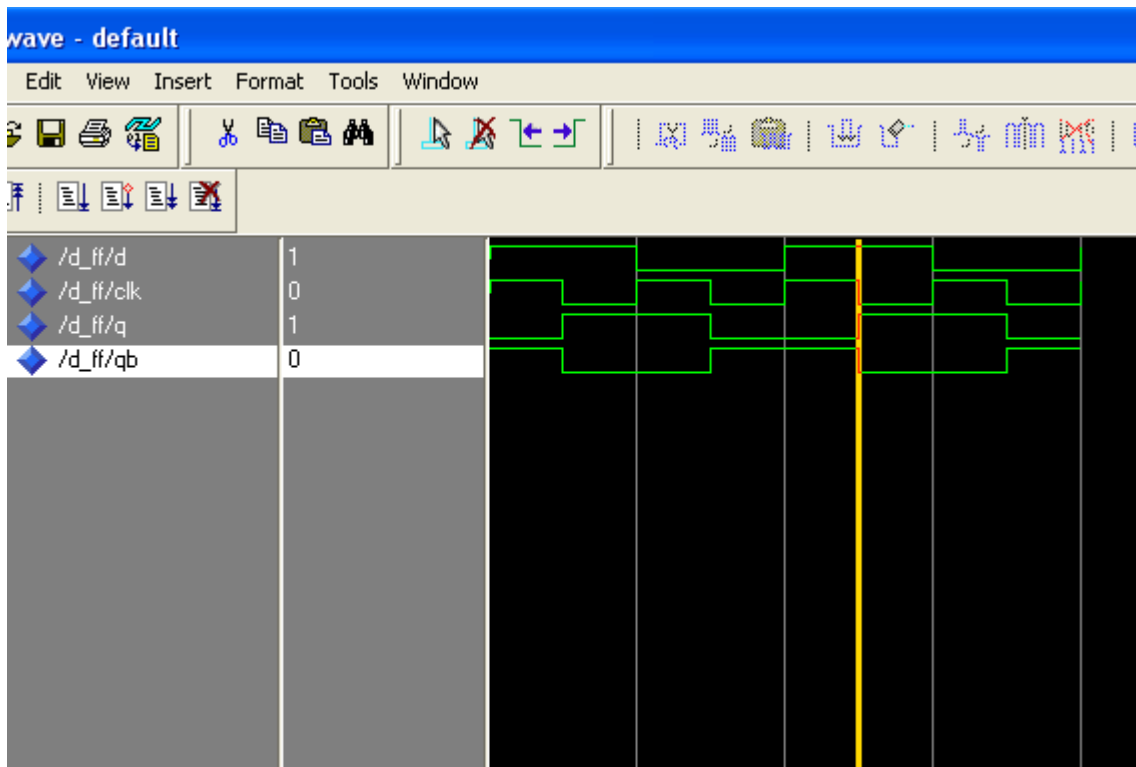 wave - default
Edit View Insert Format Tools Window
/d_ff/d 1
/d_ff/clk 0
/d_ff/q 1
/d_ff/qb 0